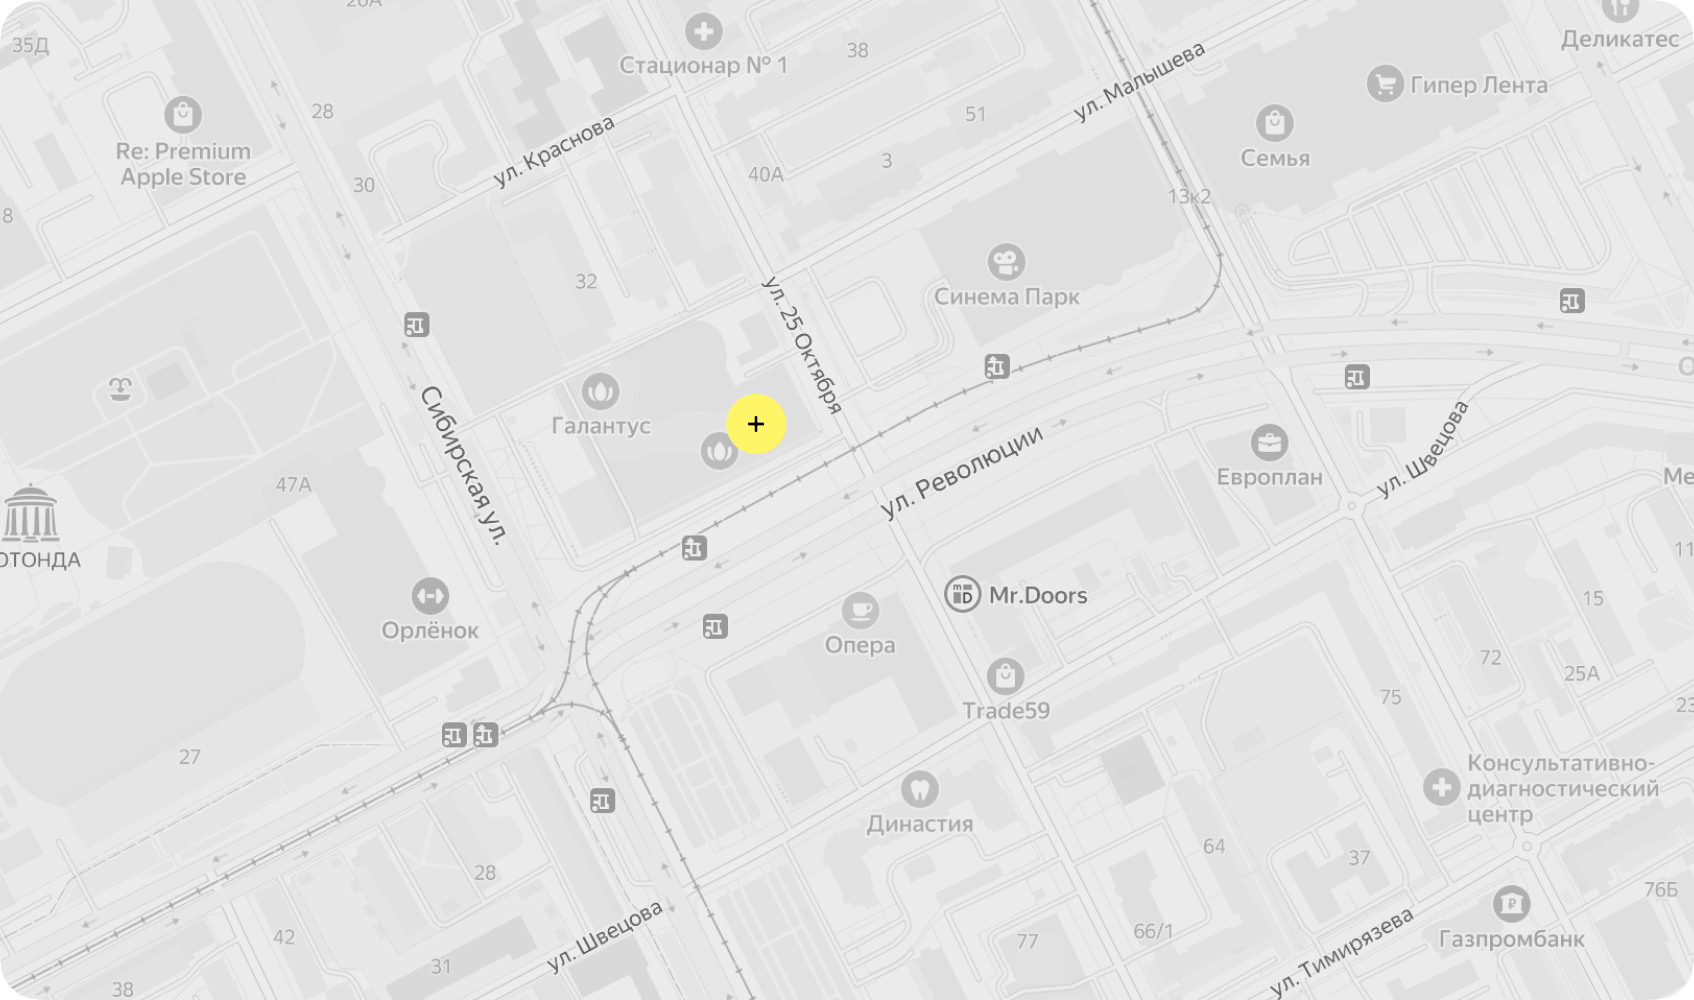 26А
35Д
Стационар № 1
38
Деликатес
ул. Малышева
Гипер Лента
28
51
Re: Premium
Apple Store
ул. Краснова
Семья
3
40А
30
13к2
8
32
Синема Парк
ул. 25 Октября
Сибирская ул.
Галантус
ул. Швецова
ул. Революции
Европлан
47А
ОТОНДА
11
Mr.Doors
15
Орлёнок
Опера
72
25А
75
Trade59
23
27
Консультативно-
диагностический
центр
Династия
64
37
28
76Б
ул. Швецова
42
77
66/1
Газпромбанк
ул. Тимирязева
31
38